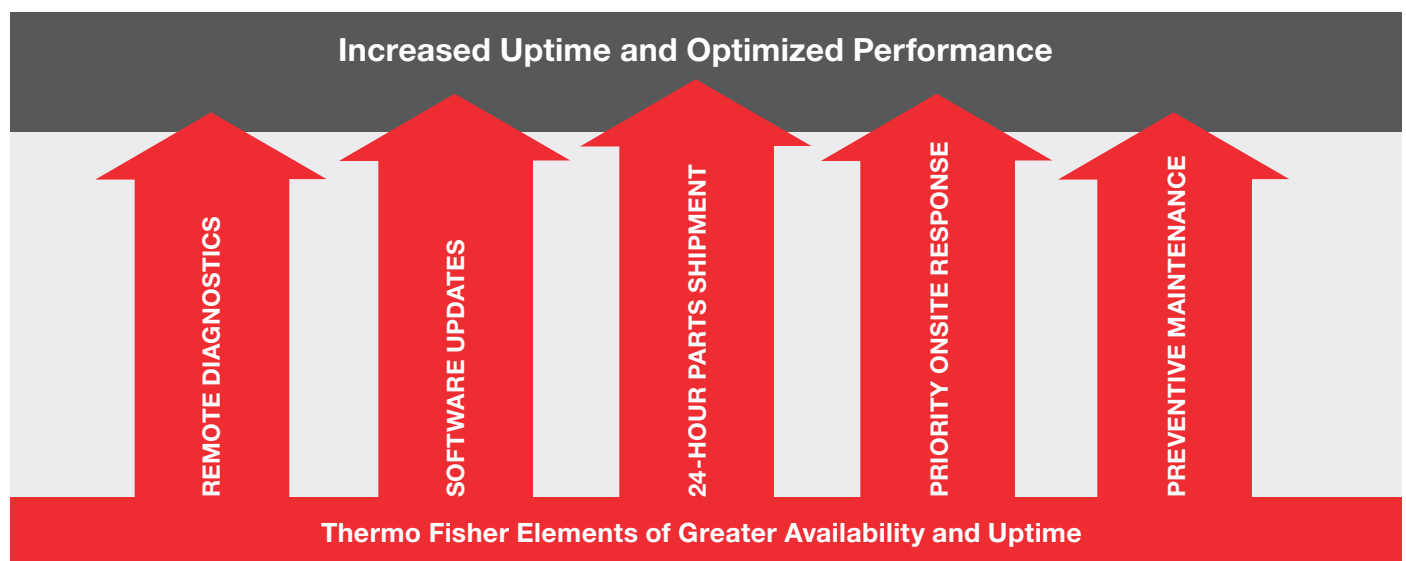 Increased Uptime and Optimized Performance
REMOTE DIAGNOSTICS
SOFTWARE UPDATES
24-HOUR PARTS SHIPMENT
PRIORITY ONSITE RESPONSE
PREVENTIVE MAINTENANCE
Thermo Fisher Elements of Greater Availability and Uptime